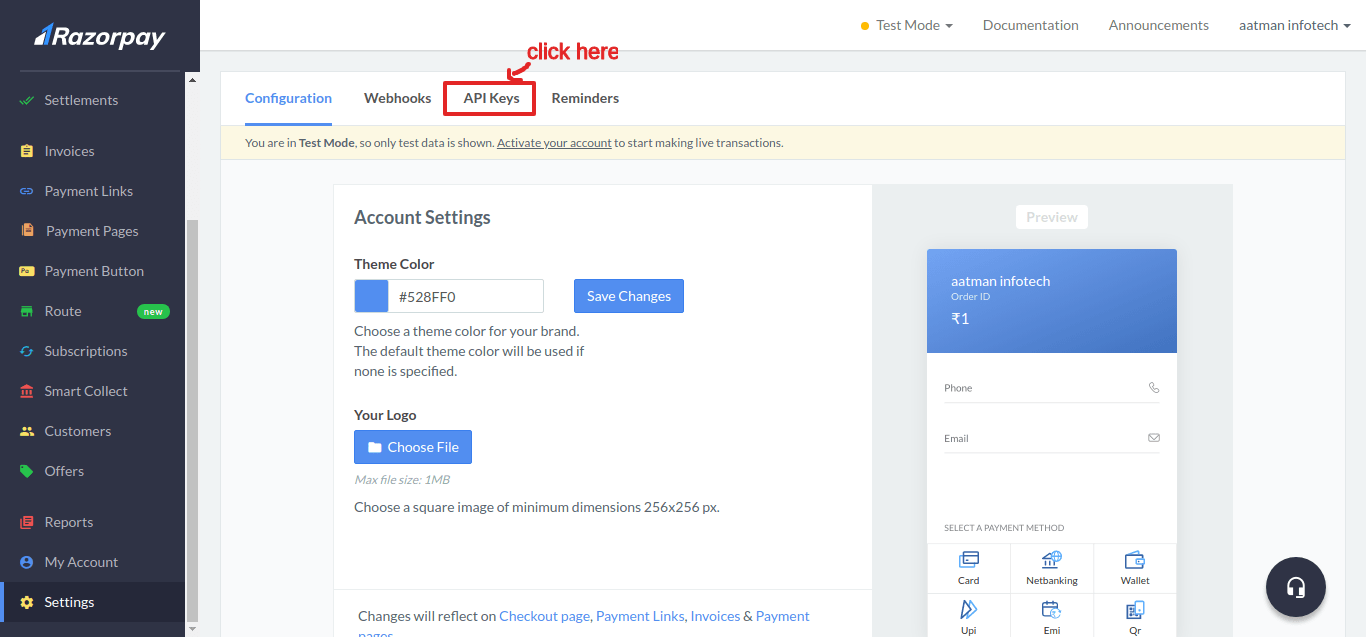 Razorpay
Test Mode
Documentation
Announcements
aatman infotech
click here
Settlements
Invoices
Payment Links
Payment Pages
Payment Button
Route
new
Subscriptions
Smart Collect
Customers
Offers
Reports
My Account
Settings
Configuration
Webhooks
API Keys
Reminders
You are in Test Mode, so only test data is shown. Activate your account to start making live transactions.
Account Settings
Theme Color
#528FF0
Save Changes
Choose a theme color for your brand.
The default theme color will be used if
none is specified.
Your Logo
Choose File
Max file size: 1MB
Choose a square image of minimum dimensions 256x256 px.
Changes will reflect on Checkout page, Payment Links, Invoices & Payment
pages.
Preview
aatman infotech
Order ID
₹1
Phone
Email
SELECT A PAYMENT METHOD
Card
Netbanking
Wallet
Upi
Emi
Qr